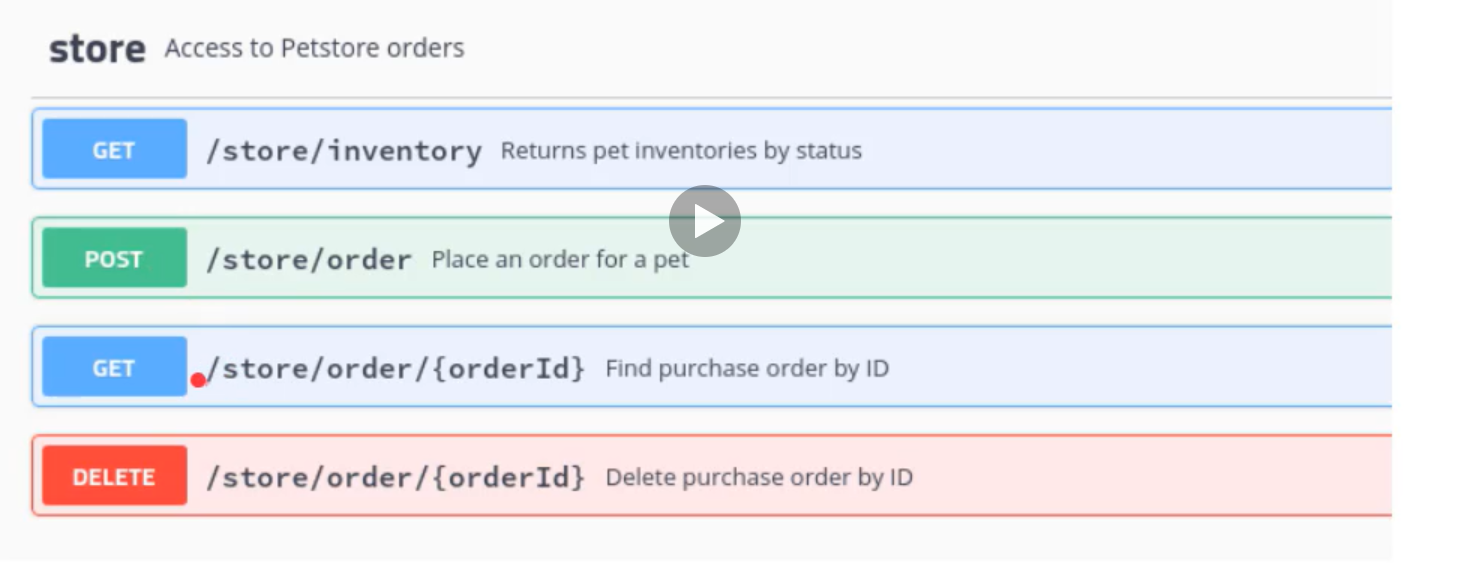 store Access to Petstore orders
GET /store/inventory Returns pet inventories by status
POST /store/order Place an order for a pet
GET /store/order/{orderId} Find purchase order by ID
DELETE /store/order/{orderId} Delete purchase order by ID